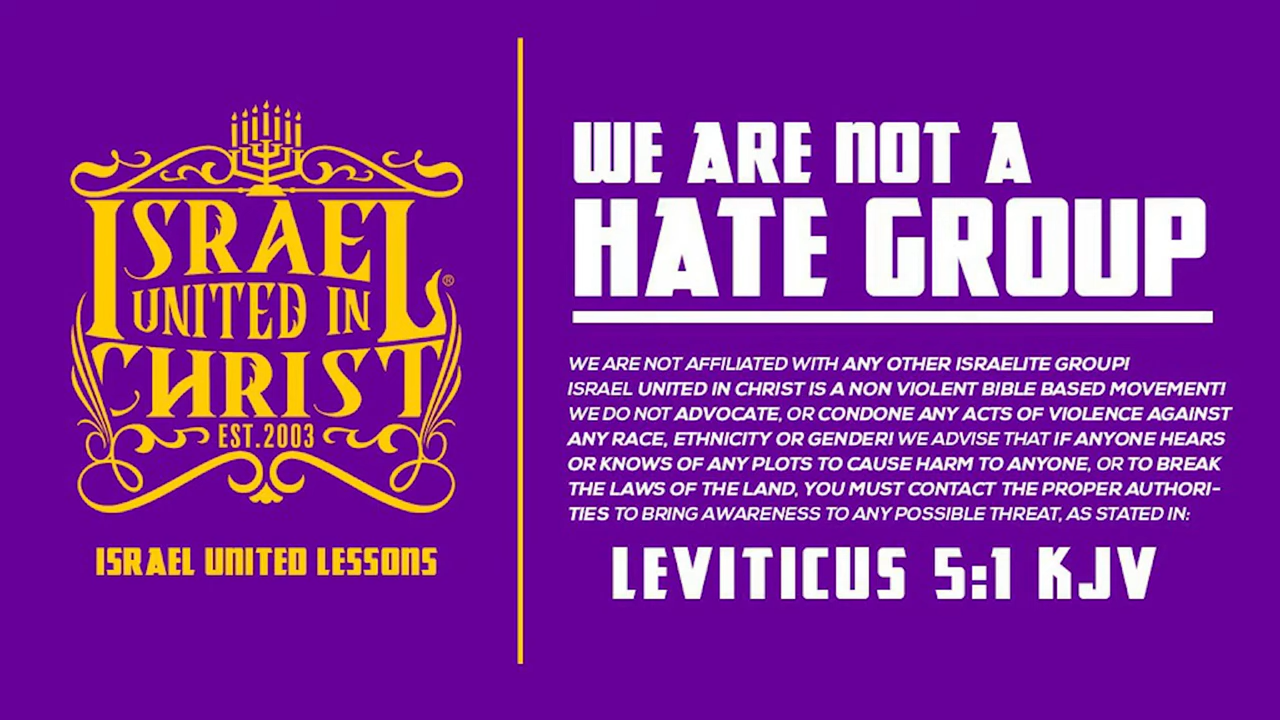 ISRAEL
UNITED IN
CHRIST
®
EST.2003
ISRAEL UNITED LESSONS
WE ARE NOT A
HATE GROUP
WE ARE NOT AFFILIATED WITH ANY OTHER ISRAELITE GROUP!
ISRAEL UNITED IN CHRIST IS A NON VIOLENT BIBLE BASED MOVEMENT!
WE DO NOT ADVOCATE, OR CONDONE ANY ACTS OF VIOLENCE AGAINST
ANY RACE, ETHNICITY OR GENDER! WE ADVISE THAT IF ANYONE HEARS
OR KNOWS OF ANY PLOTS TO CAUSE HARM TO ANYONE, OR TO BREAK
THE LAWS OF THE LAND, YOU MUST CONTACT THE PROPER AUTHORI-
TIES TO BRING AWARENESS TO ANY POSSIBLE THREAT, AS STATED IN:
LEVITICUS 5:1 KJV